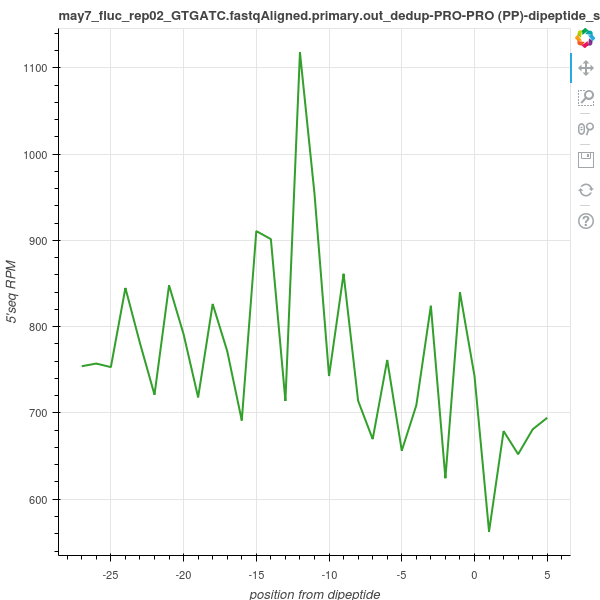 may7_fluc_rep02_GTGATC.fastqAligned.primary.out_dedup-PRO-PRO (PP)-dipeptide_s
1100
1000
900
800
700
600
5'seq RPM
-25 -20 -15 -10 -5 0 5
position from dipeptide